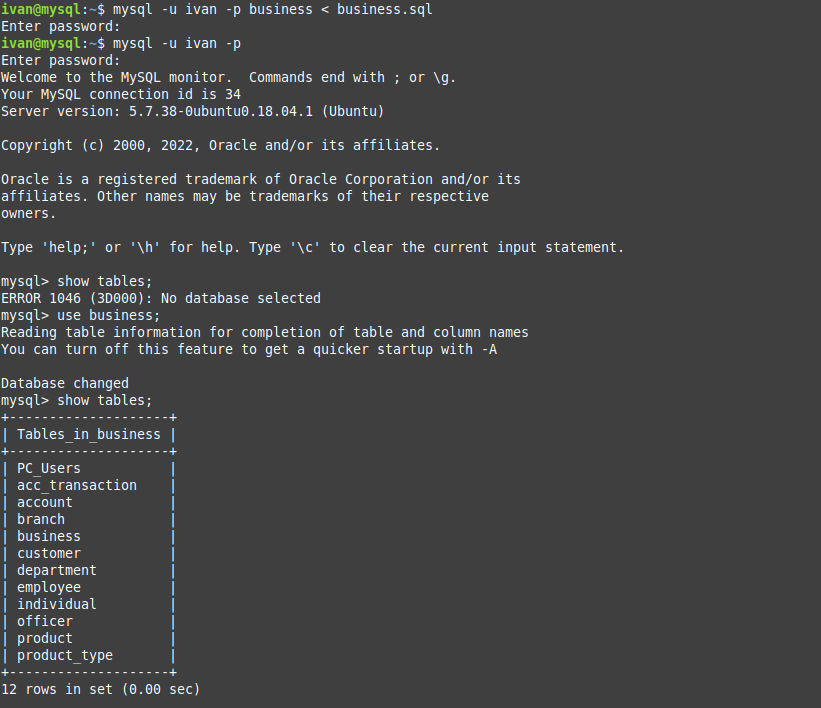 ivan@mysql:~$ mysql -u ivan -p business < business.sql
Enter password:
ivan@mysql:~$ mysql -u ivan -p
Enter password:
Welcome to the MySQL monitor.  Commands end with ; or \g.
Your MySQL connection id is 34
Server version: 5.7.38-0ubuntu0.18.04.1 (Ubuntu)

Copyright (c) 2000, 2022, Oracle and/or its affiliates.

Oracle is a registered trademark of Oracle Corporation and/or its
affiliates. Other names may be trademarks of their respective
owners.

Type 'help;' or '\h' for help. Type '\c' to clear the current input statement.

mysql> show tables;
ERROR 1046 (3D000): No database selected
mysql> use business;
Reading table information for completion of table and column names
You can turn off this feature to get a quicker startup with -A

Database changed
mysql> show tables;
+--------------------+
| Tables_in_business |
+--------------------+
| PC_Users           |
| acc_transaction    |
| account            |
| branch             |
| business           |
| customer           |
| department         |
| employee           |
| individual         |
| officer            |
| product            |
| product_type       |
+--------------------+
12 rows in set (0.00 sec)